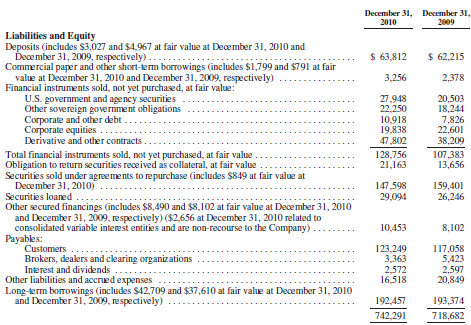 December 31, December 31,
2010 2009
Liabilities and Equity
Deposits (includes $3,027 and $4,967 at fair value at December 31, 2010 and
December 31, 2009, respectively) . . . . . . . . . . . . . . . . . . . . . . . . . . . . . . $ 63,812 $ 62,215
Commercial paper and other short-term borrowings (includes $1,799 and $791 at fair
value at December 31, 2010 and December 31, 2009, respectively) . . . . . . . . . . . . 3,256 2,378
Financial instruments sold, not yet purchased, at fair value:
U.S. government and agency securities . . . . . . . . . . . . . . . . . . . . . . 27,948 20,503
Other sovereign government obligations . . . . . . . . . . . . . . . . . . . . . . 22,250 18,244
Corporate and other debt . . . . . . . . . . . . . . . . . . . . . . . . . . . . 10,918 7,826
Corporate equities . . . . . . . . . . . . . . . . . . . . . . . . . . . . . . . 19,838 22,601
Derivative and other contracts . . . . . . . . . . . . . . . . . . . . . . . . . . 47,802 38,209
Total financial instruments sold, not yet purchased, at fair value . . . . . . . . . . . . . . 128,756 107,383
Obligation to return securities received as collateral, at fair value . . . . . . . . . . . . . 21,163 13,656
Securities sold under agreements to repurchase (includes $849 at fair value at
December 31, 2010) . . . . . . . . . . . . . . . . . . . . . . . . . . . . . . . . 147,598 159,401
Securities loaned . . . . . . . . . . . . . . . . . . . . . . . . . . . . . . . . . 29,094 26,246
Other secured financings (includes $8,490 and $8,102 at fair value at December 31, 2010
and December 31, 2009, respectively) ($2,656 at December 31, 2010 related to
consolidated variable interest entities and are non-recourse to the Company) . . . . . . . . . 10,453 8,102
Payables:
Customers . . . . . . . . . . . . . . . . . . . . . . . . . . . . . . . . . . 123,249 117,058
Brokers, dealers and clearing organizations . . . . . . . . . . . . . . . . . . . . 3,363 5,423
Interest and dividends . . . . . . . . . . . . . . . . . . . . . . . . . . . . . 2,572 2,597
Other liabilities and accrued expenses . . . . . . . . . . . . . . . . . . . . . . . . 16,518 20,849
Long-term borrowings (includes $42,709 and $37,610 at fair value at December 31, 2010
and December 31, 2009, respectively) . . . . . . . . . . . . . . . . . . . . . . . . 192,457 193,374
742,291 718,682